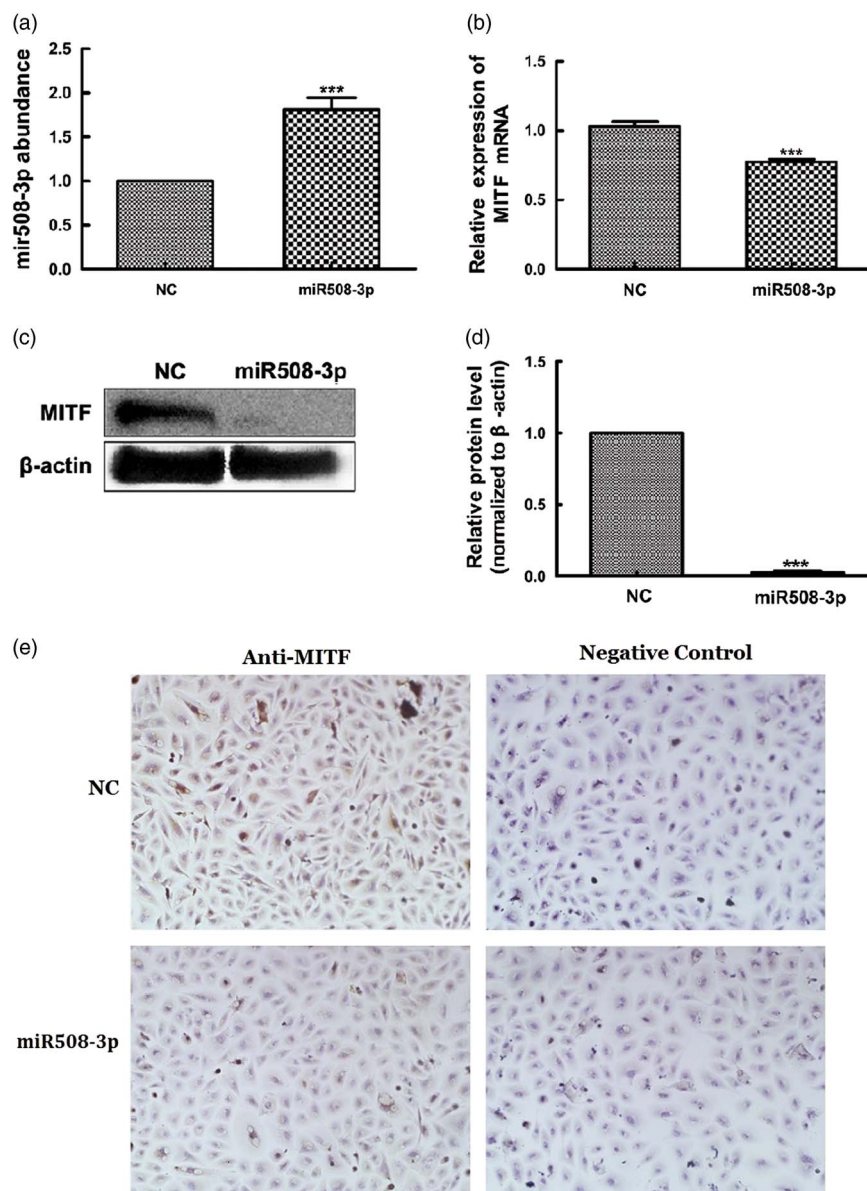 (a)
mir508-3p abundance
2.5
2.0
1.5
1.0
0.5
0.0
***
NC
miR508-3p
(b)
Relative expression of
MITF mRNA
1.5
1.0
0.5
0.0
***
NC
miR508-3p
(c)
NC
miR508-3p
MITF
β-actin
(d)
Relative protein level
(normalized to β -actin)
1.5
1.0
0.5
0.0
***
NC
miR508-3p
(e)
Anti-MITF
Negative Control
NC
miR508-3p